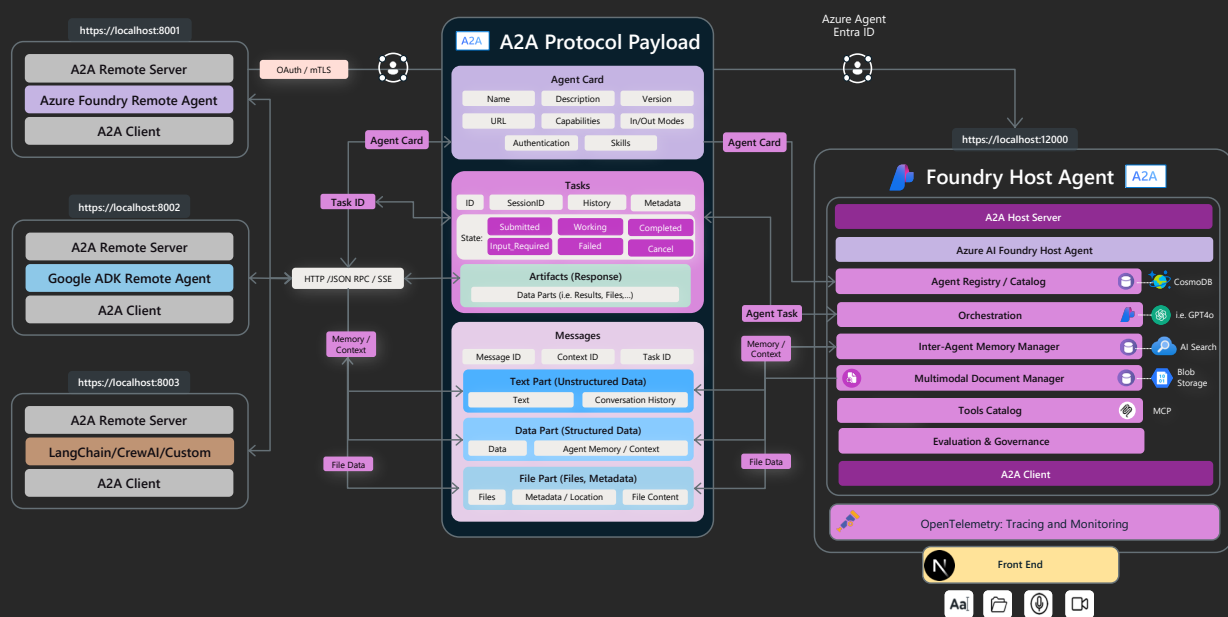 https://localhost:8001
A2A Remote Server
Azure Foundry Remote Agent
A2A Client
https://localhost:8002
A2A Remote Server
Google ADK Remote Agent
A2A Client
https://localhost:8003
A2A Remote Server
LangChain/CrewAI/Custom
A2A Client
OAuth / mTLS
Agent Card
Task ID
HTTP /JSON RPC / SSE
Memory /
Context
File Data
A2A
A2A Protocol Payload
Agent Card
Name
Description
Version
URL
Capabilities
In/Out Modes
Authentication
Skills
Tasks
ID
SessionID
History
Metadata
State:
Submitted
Working
Completed
Input_Required
Failed
Cancel
Artifacts (Response)
Data Parts (i.e. Results, Files,...)
Messages
Message ID
Context ID
Task ID
Text Part (Unstructured Data)
Text
Conversation History
Data Part (Structured Data)
Data
Agent Memory / Context
File Part (Files, Metadata)
Files
Metadata / Location
File Content
Azure Agent
Entra ID
Agent Card
Agent Task
Memory /
Context
File Data
https://localhost:12000
Foundry Host Agent
A2A
A2A Host Server
Azure AI Foundry Host Agent
Agent Registry / Catalog
CosmoDB
Orchestration
i.e. GPT4o
Inter-Agent Memory Manager
AI Search
Multimodal Document Manager
Blob
Storage
Tools Catalog
MCP
Evaluation & Governance
A2A Client
OpenTelemetry: Tracing and Monitoring
N
Front End
Aa